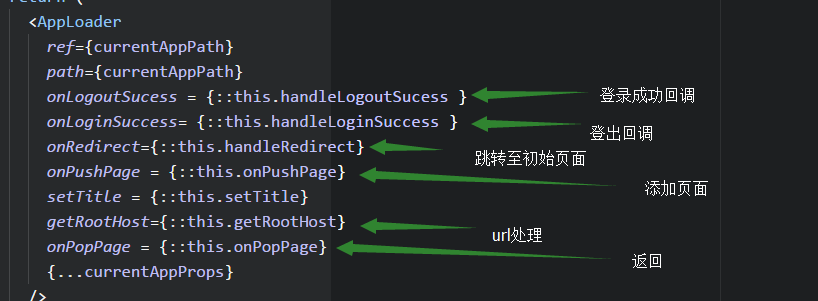 return (
<AppLoader
ref={currentAppPath}
path={currentAppPath}
onLogoutSucess = {::this.handleLogoutSucess } 登录成功回调
onLoginSuccess= {::this.handleLoginSuccess } 登出回调
onRedirect={::this.handleRedirect} 跳转至初始页面
onPushPage = {::this.onPushPage} 添加页面
setTitle = {::this.setTitle}
getRootHost={::this.getRootHost} url处理
onPopPage = {::this.onPopPage} 返回
{...currentAppProps}
/>